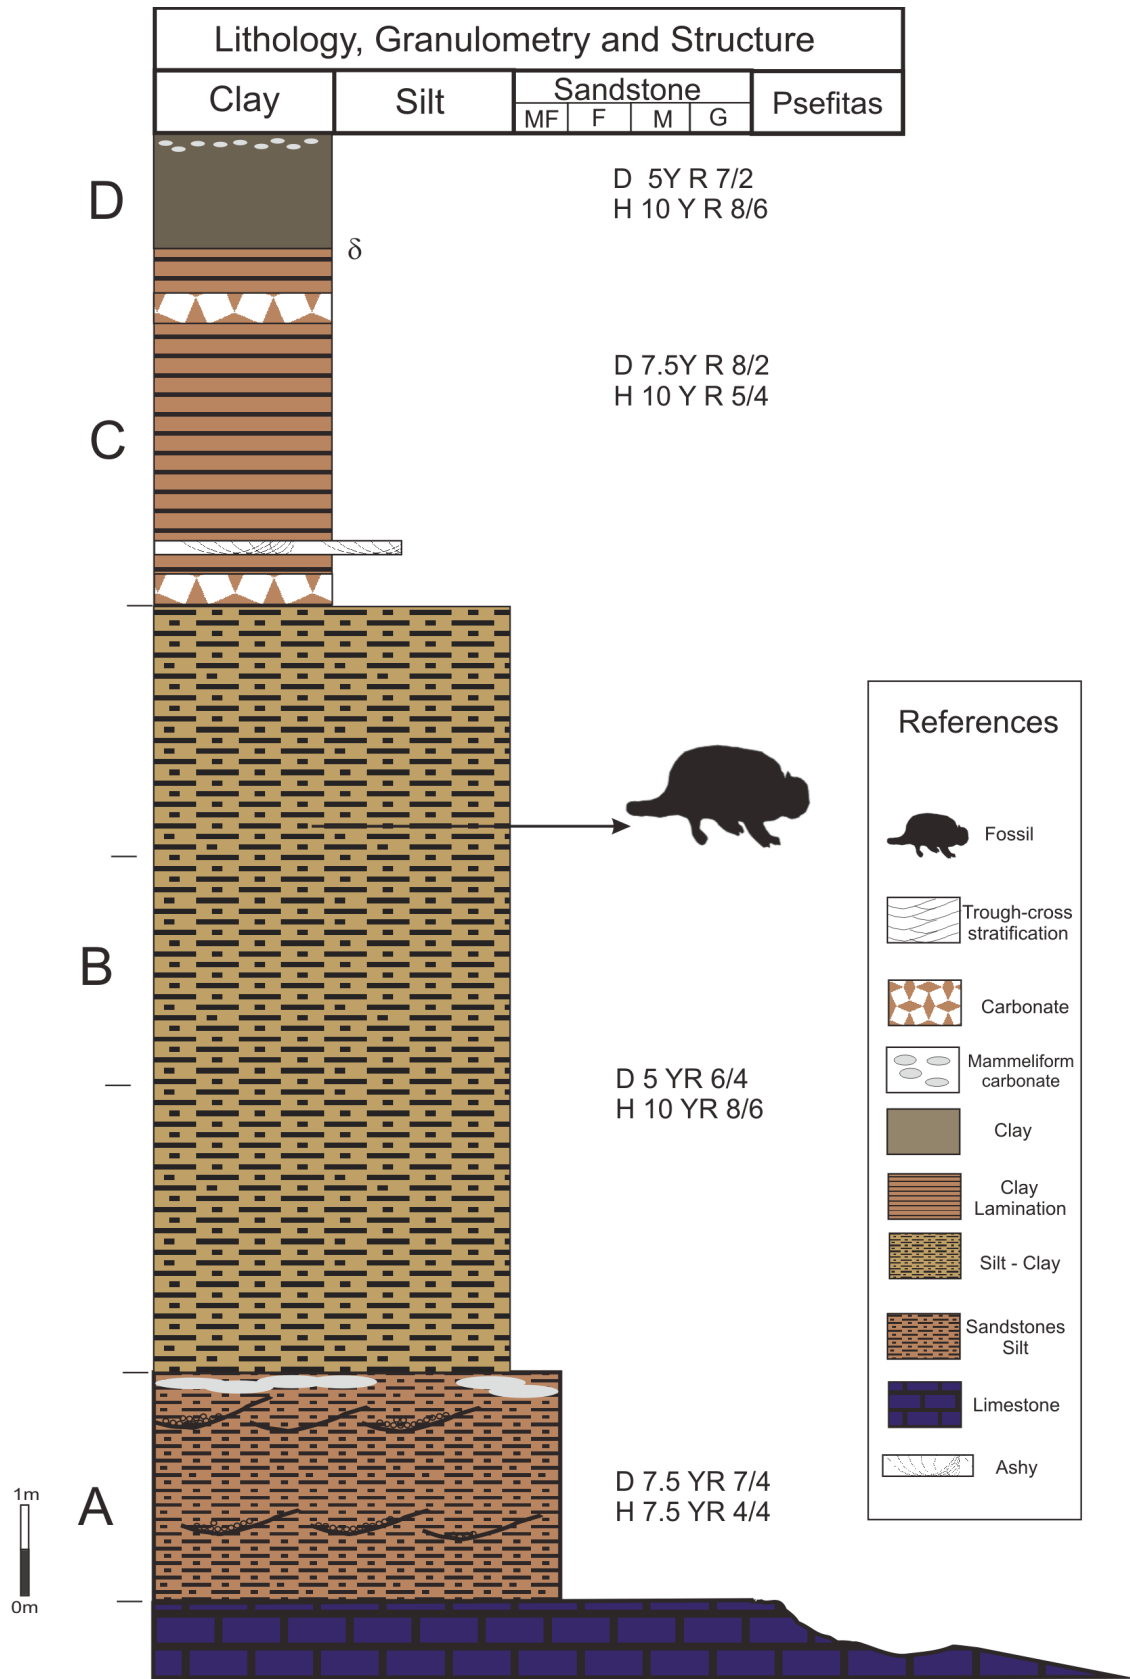 Lithology, Granulometry and Structure
Clay
Silt
Sandstone
MF
F
M
G
Psefitas
D
D  5Y R 7/2
H 10 Y R 8/6
δ
C
D 7.5Y R 8/2
H 10 Y R 5/4
B
D 5 YR 6/4
H 10 YR 8/6
A
D 7.5 YR 7/4
H 7.5 YR 4/4
1m
0m
References
Fossil
Trough-cross
stratification
Carbonate
Mammeliform
carbonate
Clay
Clay
Lamination
Silt - Clay
Sandstones
Silt
Limestone
Ashy